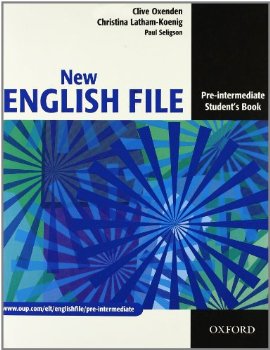 Clive Oxenden
Christina Latham-Koenig
Paul Seligson
New
ENGLISH FILE
Pre-intermediate
Student's Book
www.oup.com/elt/englishfile/pre-intermediate
OXFORD